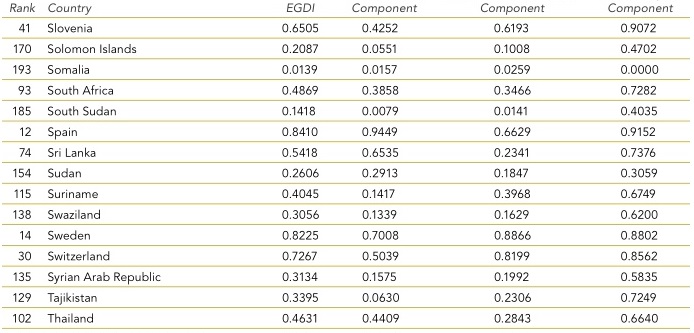 Rank Country EGDI Component Component Component
41 Slovenia 0.6505 0.4252 0.6193 0.9072
170 Solomon Islands 0.2087 0.0551 0.1008 0.4702
193 Somalia 0.0139 0.0157 0.0259 0.0000
93 South Africa 0.4869 0.3858 0.3466 0.7282
185 South Sudan 0.1418 0.0079 0.0141 0.4035
12 Spain 0.8410 0.9449 0.6629 0.9152
74 Sri Lanka 0.5418 0.6535 0.2341 0.7376
154 Sudan 0.2606 0.2913 0.1847 0.3059
115 Suriname 0.4045 0.1417 0.3968 0.6749
138 Swaziland 0.3056 0.1339 0.1629 0.6200
14 Sweden 0.8225 0.7008 0.8866 0.8802
30 Switzerland 0.7267 0.5039 0.8199 0.8562
135 Syrian Arab Republic 0.3134 0.1575 0.1992 0.5835
129 Tajikistan 0.3395 0.0630 0.2306 0.7249
102 Thailand 0.4631 0.4409 0.2843 0.6640